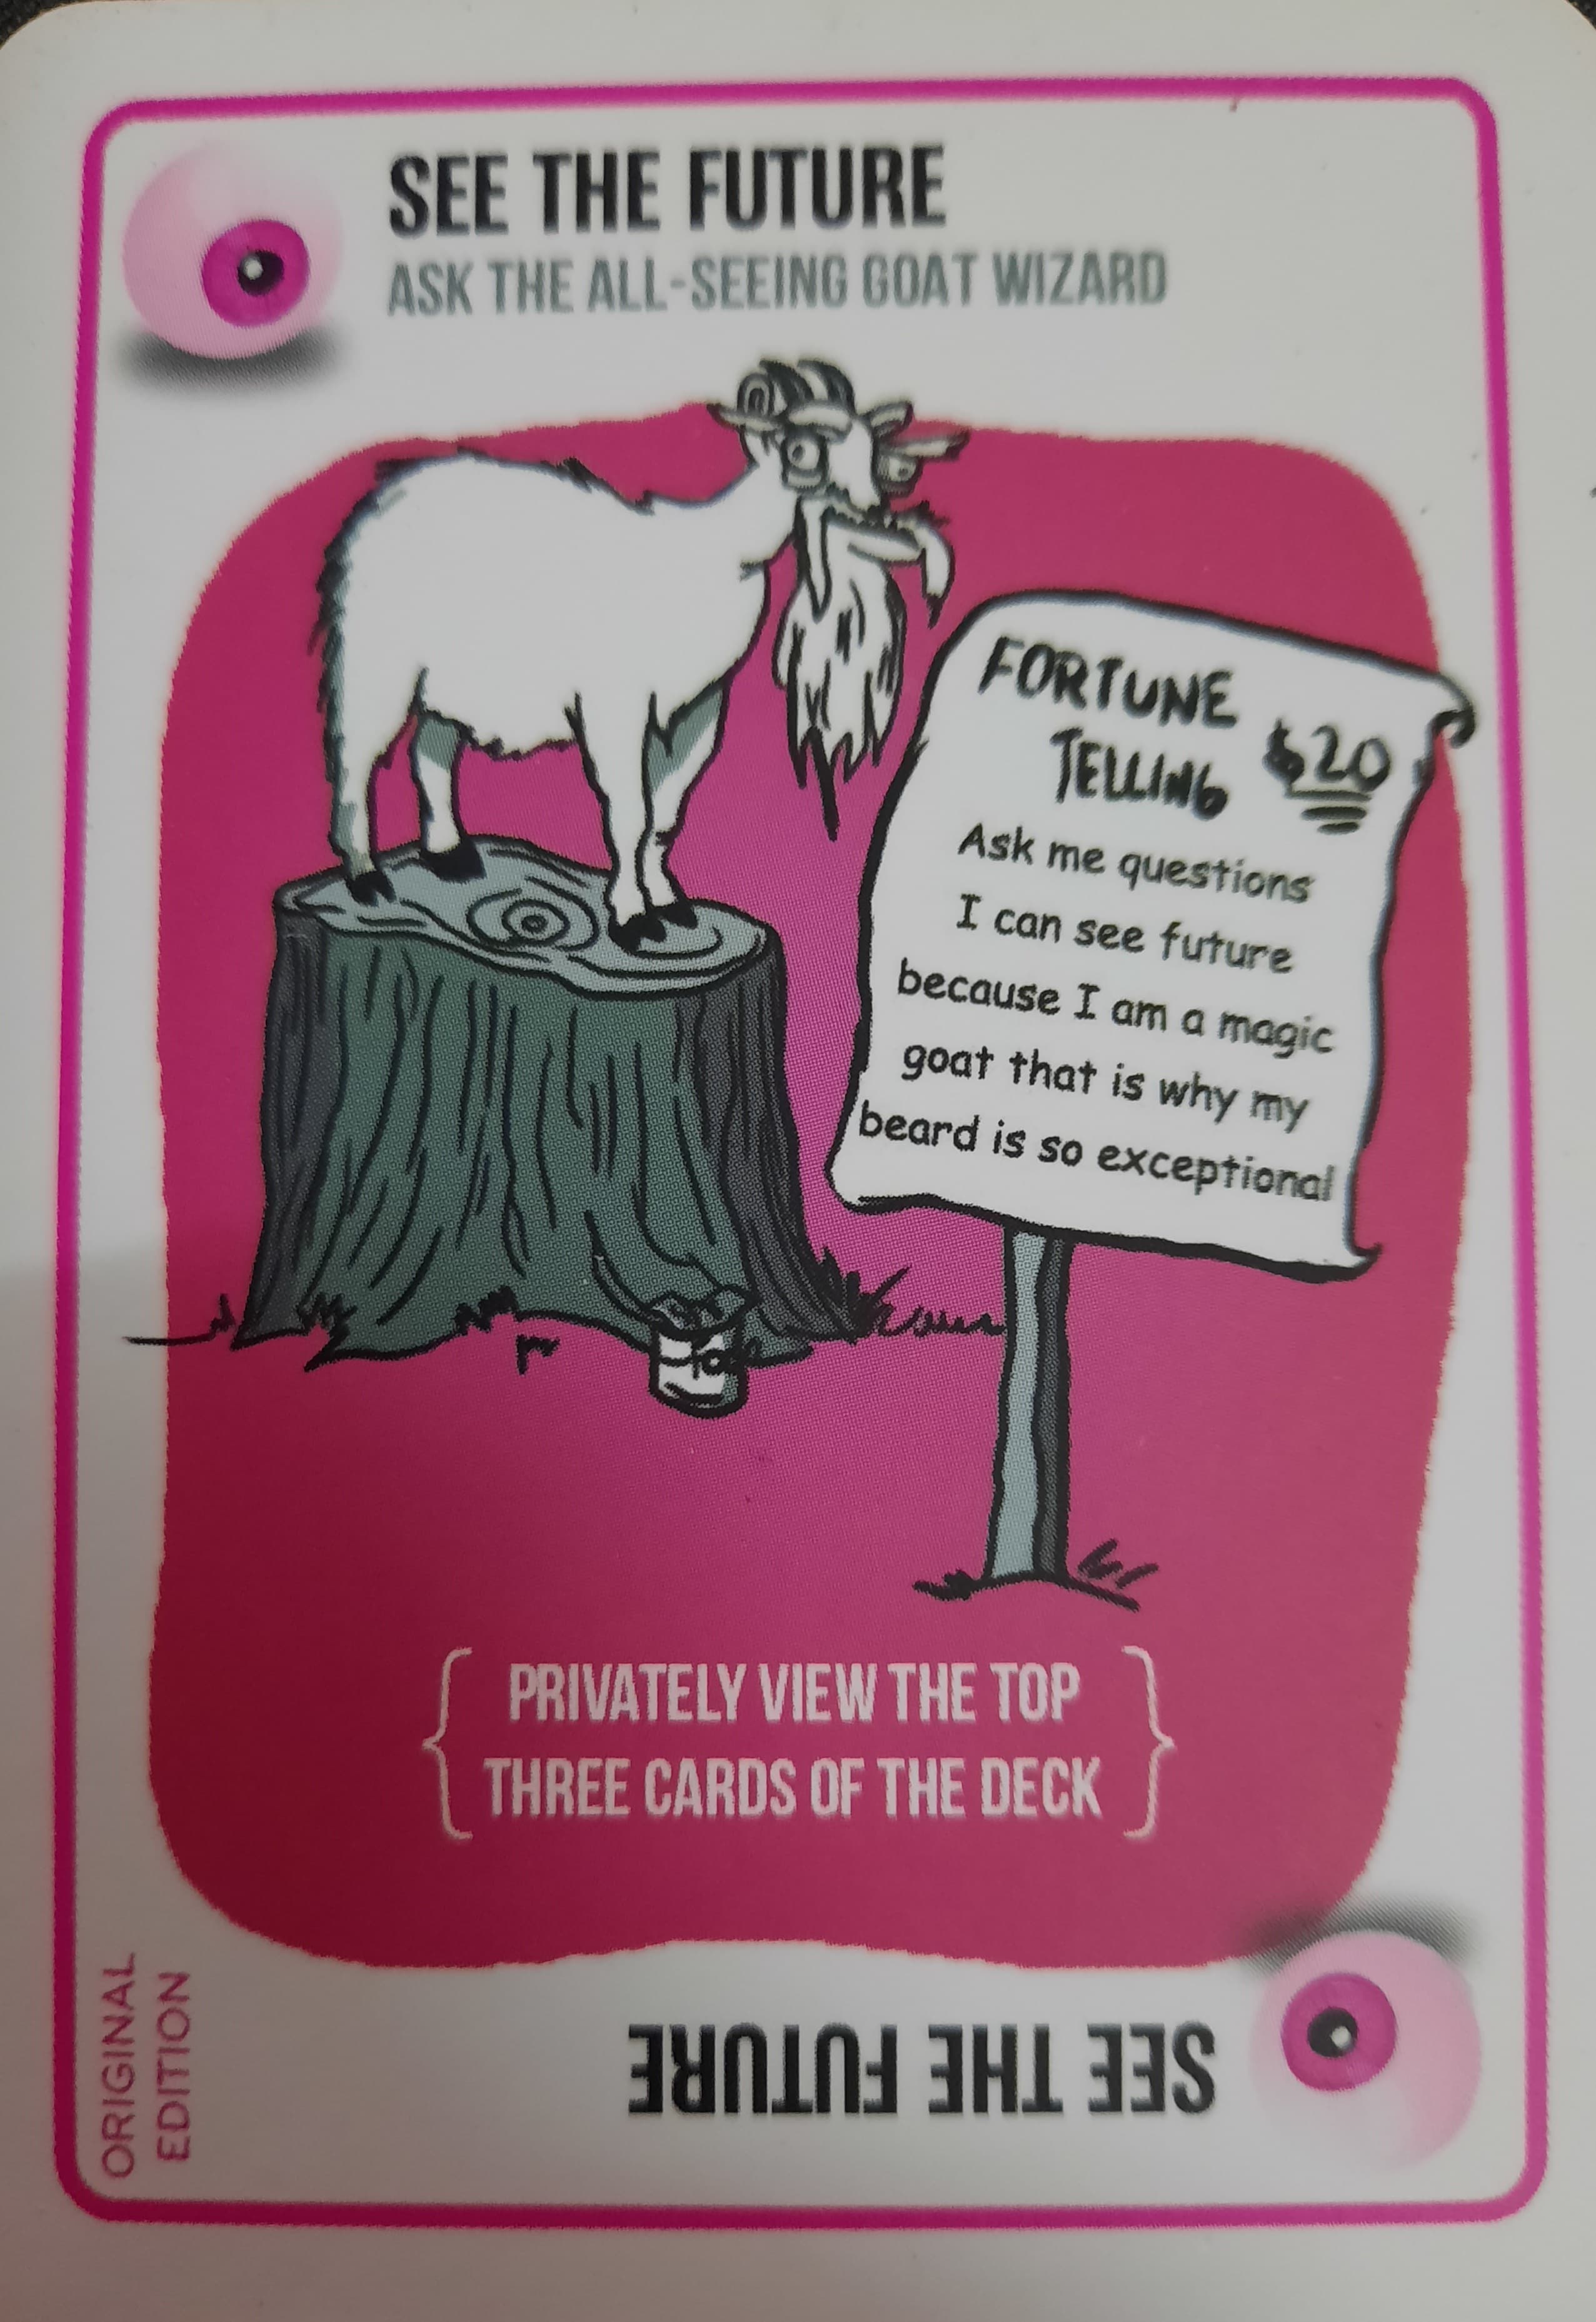 SEE THE FUTURE
ASK THE ALL-SEEING GOAT WIZARD
FORTUNE
TELLING $20
Ask me questions
I can see future
because I am a magic
goat that is why my
beard is so exceptional
PRIVATELY VIEW THE TOP
THREE CARDS OF THE DECK
ORIGINAL
EDITION
SEE THE FUTURE